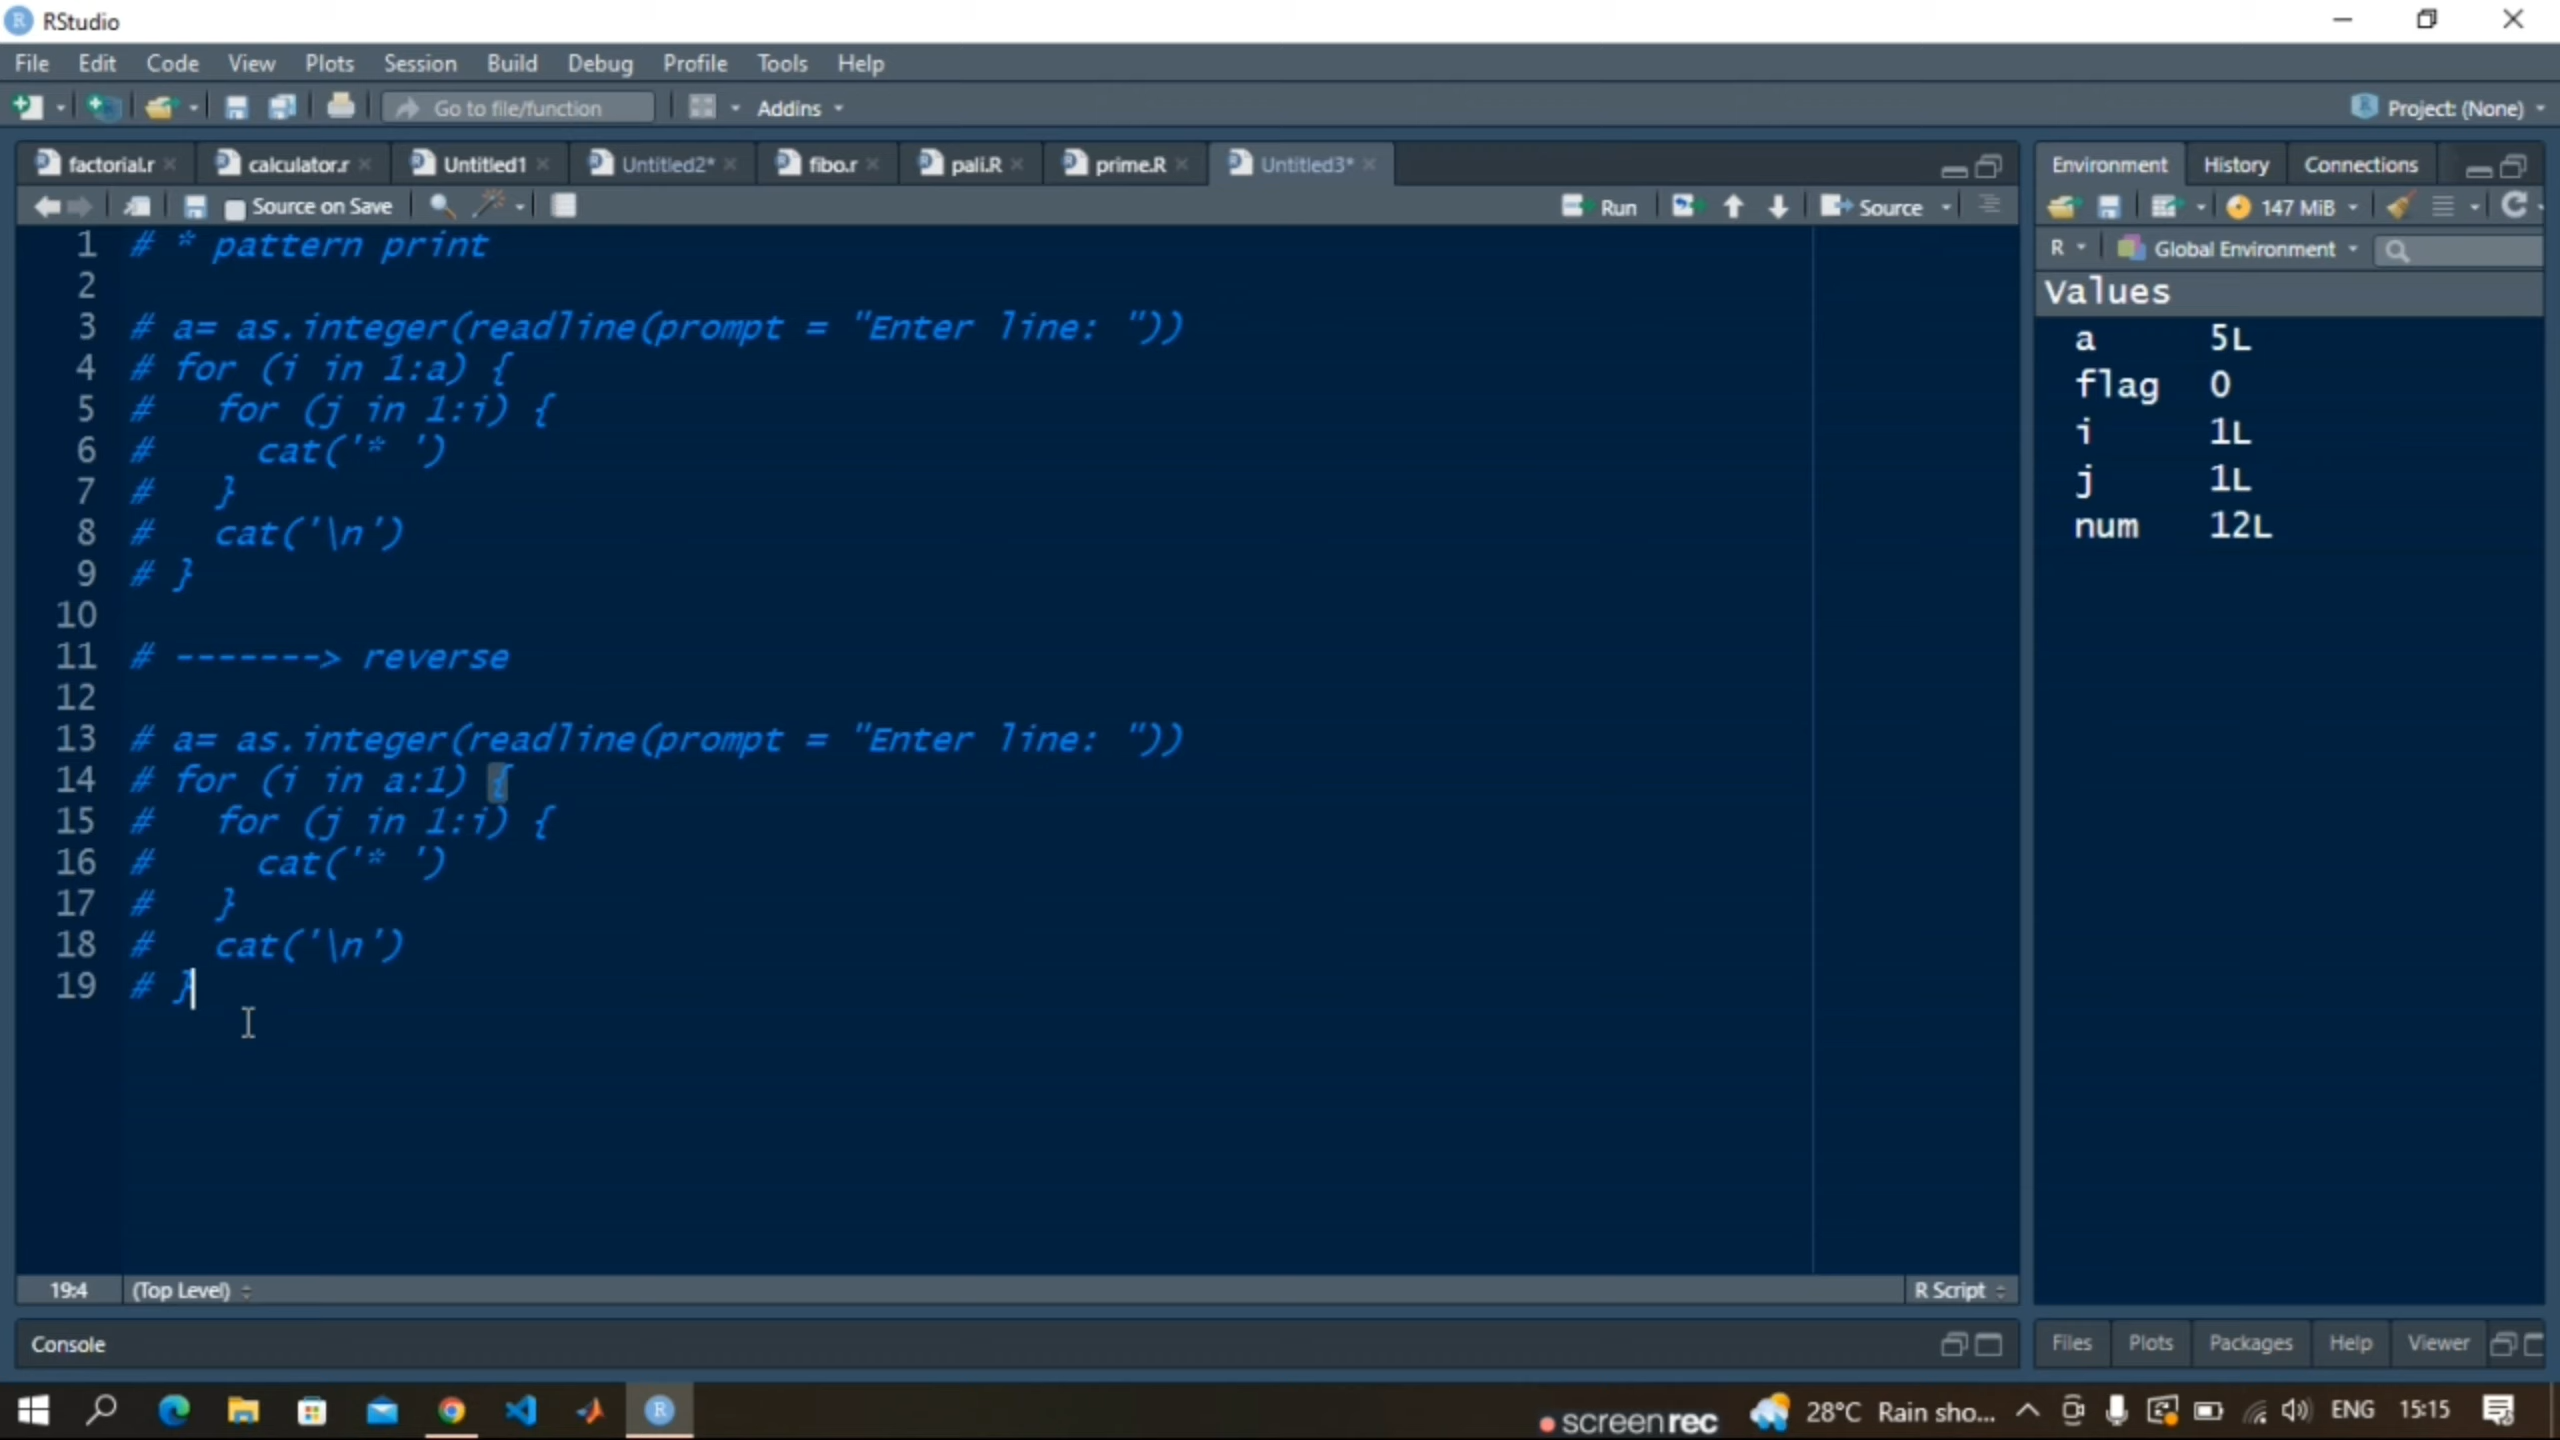 RStudio
File Edit Code View Plots Session Build Debug Profile Tools Help
Go to file/function Addins Project: (None)
factorial.r calculator.r Untitled1 Untitled2* fibo.r pali.R prime.R Untitled3*
Source on Save Run Source
1 # * pattern print
2
3 # a= as.integer(readline(prompt = "Enter line: "))
4 # for (i in 1:a) {
5 #   for (j in 1:i) {
6 #     cat('* ')
7 #   }
8 #   cat('\n')
9 # }
10
11 # -------> reverse
12
13 # a= as.integer(readline(prompt = "Enter line: "))
14 # for (i in a:1) {
15 #   for (j in 1:i) {
16 #     cat('* ')
17 #   }
18 #   cat('\n')
19 # }
19:4 (Top Level) R Script
Console
Environment History Connections
147 MiB
R Global Environment
Values
a 5L
flag 0
i 1L
j 1L
num 12L
Files Plots Packages Help Viewer
screenrec 28°C Rain sho... ENG 15:15